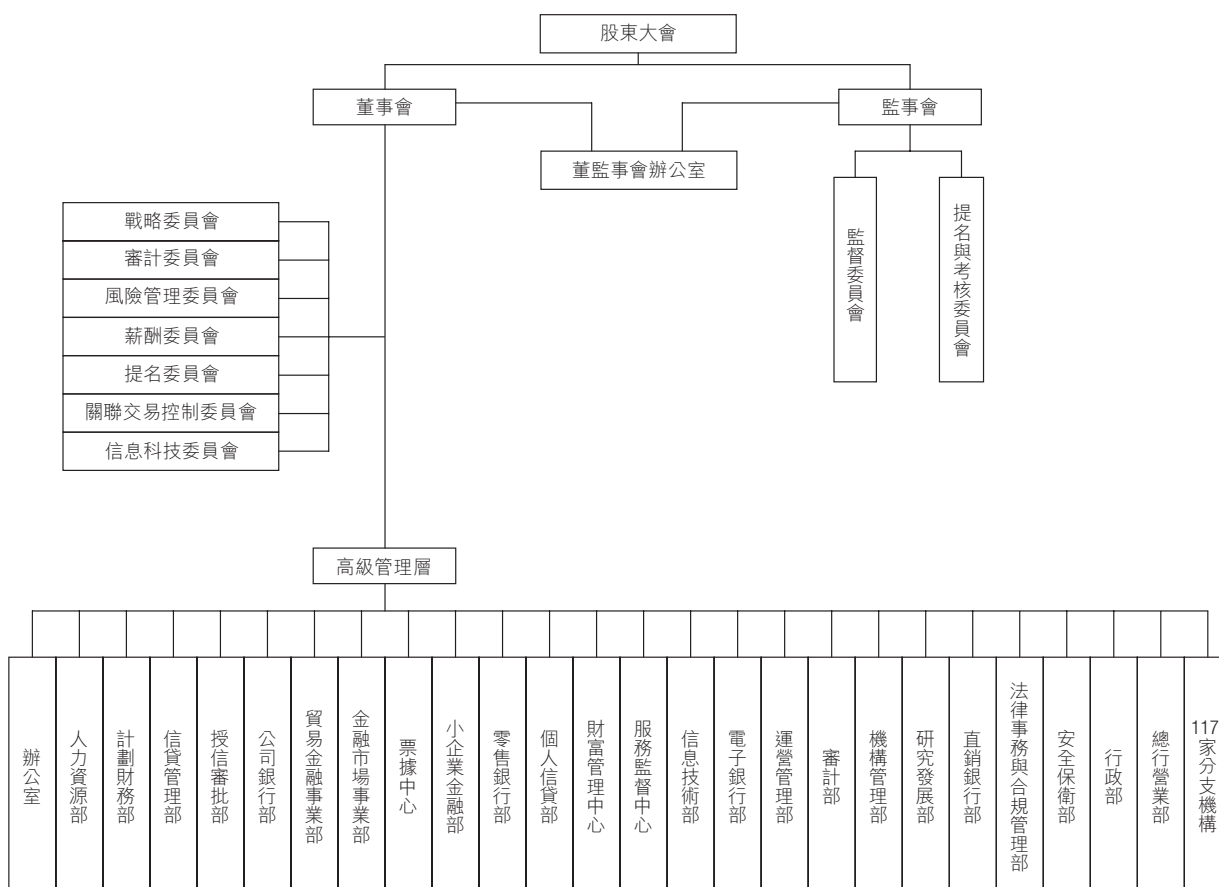 股東大會
董事會
監事會
董監事會辦公室
監督委員會
提名與考核委員會
戰略委員會
審計委員會
風險管理委員會
薪酬委員會
提名委員會
關聯交易控制委員會
信息科技委員會
高級管理層
辦公室
人力資源部
計劃財務部
信貸管理部
授信審批部
公司銀行部
貿易金融事業部
金融市場事業部
票據中心
小企業金融部
零售銀行部
個人信貸部
財富管理中心
服務監督中心
信息技術部
電子銀行部
運營管理部
審計部
機構管理部
研究發展部
直銷銀行部
法律事務與合規管理部
安全保衛部
行政部
總行營業部
117家分支機構